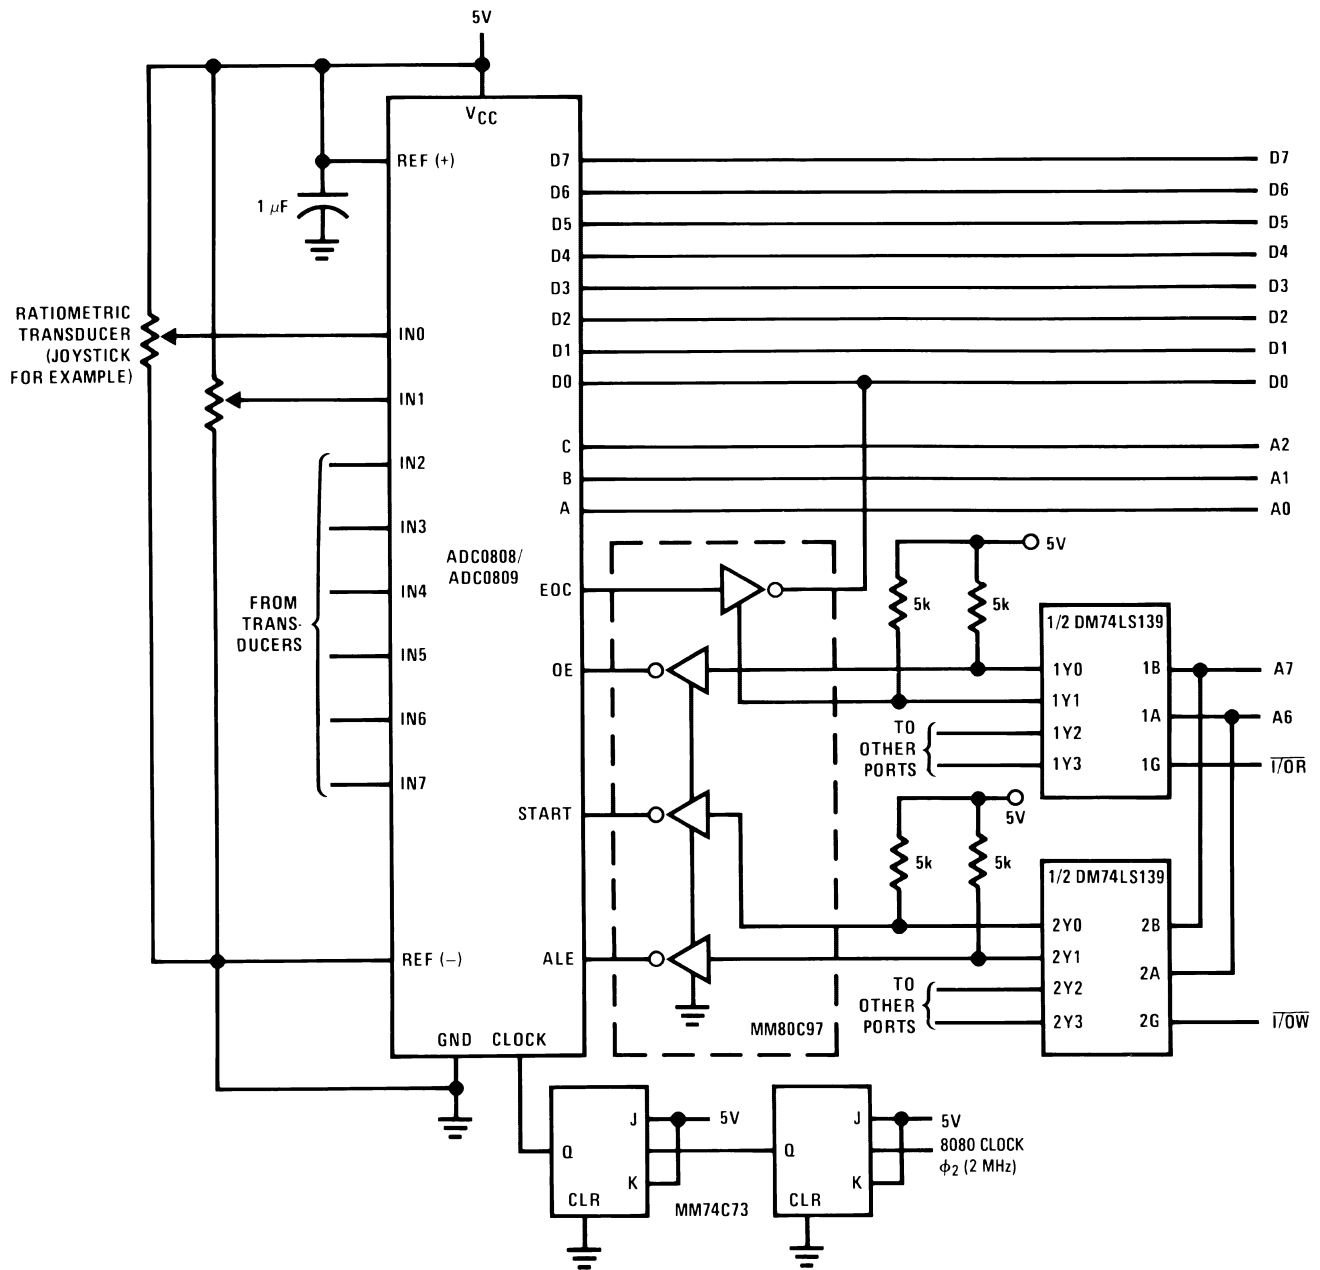 5V
VCC
REF (+)
1 µF
RATIOMETRIC
TRANSDUCER
(JOYSTICK
FOR EXAMPLE)
IN0
IN1
IN2
IN3
IN4
IN5
IN6
IN7
FROM
TRANS-
DUCERS
REF (−)
GND
CLOCK
ADC0808/
ADC0809
D7
D6
D5
D4
D3
D2
D1
D0
C
B
A
EOC
OE
START
ALE
D7
D6
D5
D4
D3
D2
D1
D0
A2
A1
A0
5V
5k
5k
1/2 DM74LS139
1Y0
1Y1
1Y2
1Y3
1B
1A
1G
A7
A6
I/OR
TO
OTHER
PORTS
5V
5k
5k
1/2 DM74LS139
2Y0
2Y1
2Y2
2Y3
2B
2A
2G
I/OW
TO
OTHER
PORTS
MM80C97
J
Q
K
CLR
5V
MM74C73
J
Q
K
CLR
5V
8080 CLOCK
ϕ2 (2 MHz)